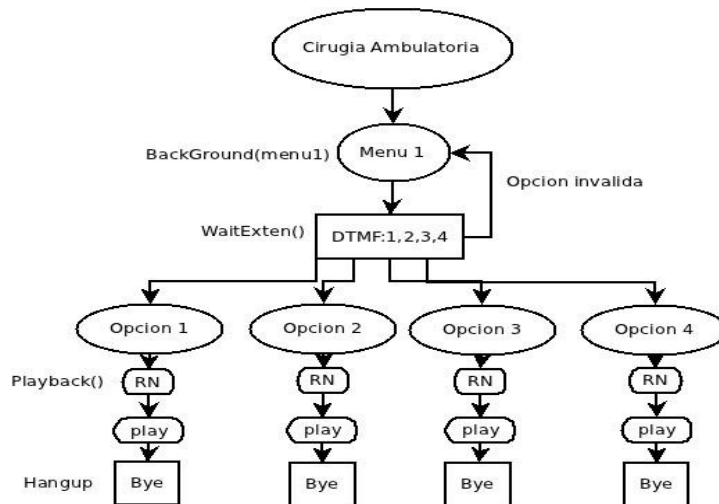 Cirugia Ambulatoria
BackGround(menu1)
Menu 1
Opcion invalida
WaitExten()
DTMF:1,2,3,4
Opcion 1
Opcion 2
Opcion 3
Opcion 4
Playback()
RN
RN
RN
RN
play
play
play
play
Hangup
Bye
Bye
Bye
Bye